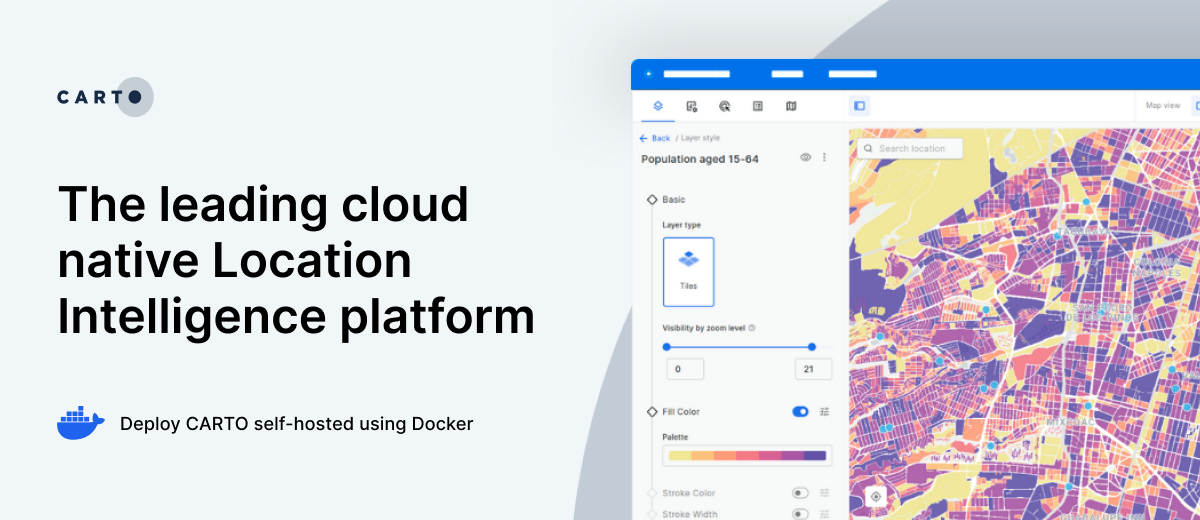 CARTO
The leading cloud
native Location
Intelligence platform
Deploy CARTO self-hosted using Docker
Map view
Back / Layer style
Population aged 15-64
Basic
Layer type
Tiles
Visibility by zoom level
0
21
Fill Color
Palette
Stroke Color
Stroke Width
Search location